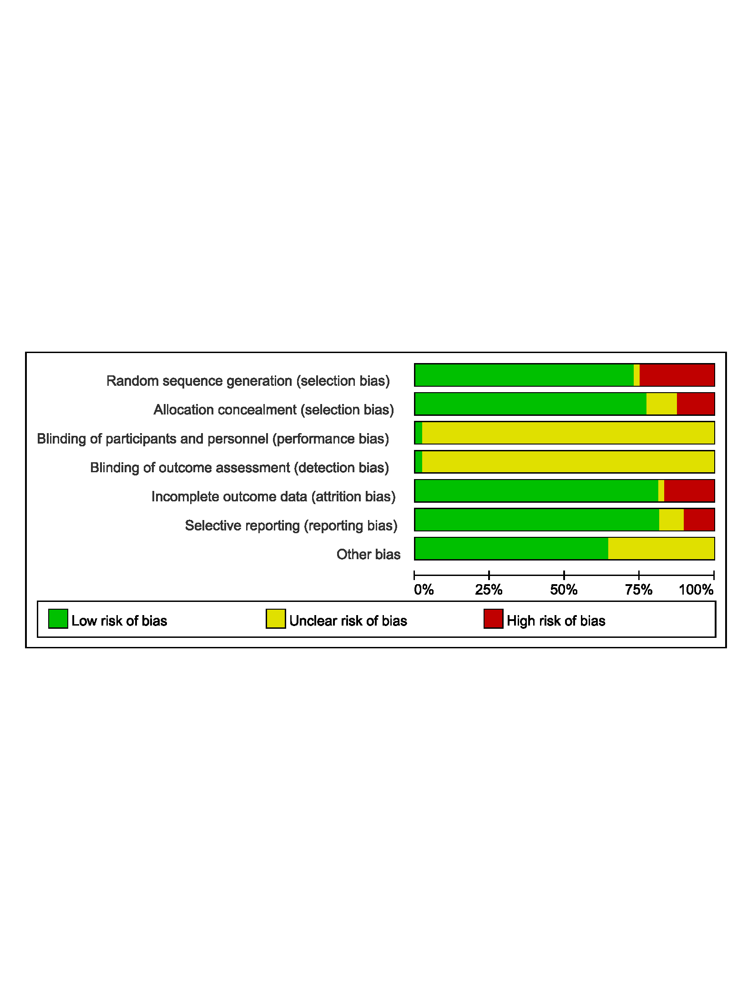 Random sequence generation (selection bias)
Allocation concealment (selection bias)
Blinding of participants and personnel (performance bias)
Blinding of outcome assessment (detection bias)
Incomplete outcome data (attrition bias)
Selective reporting (reporting bias)
Other bias
0% 25% 50% 75% 100%
Low risk of bias Unclear risk of bias High risk of bias